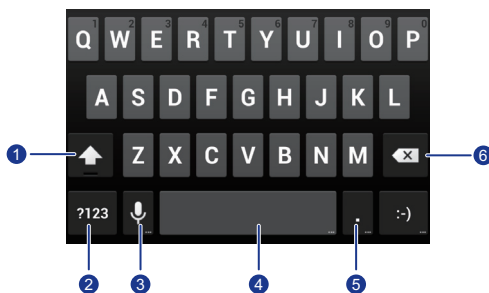 1 2 3 4 5 6 7 8 9 0
Q W E R T Y U I O P
A S D F G H J K L
1 Z X C V B N M 6
?123 ... ... . ... :-) ...
2 3 4 5